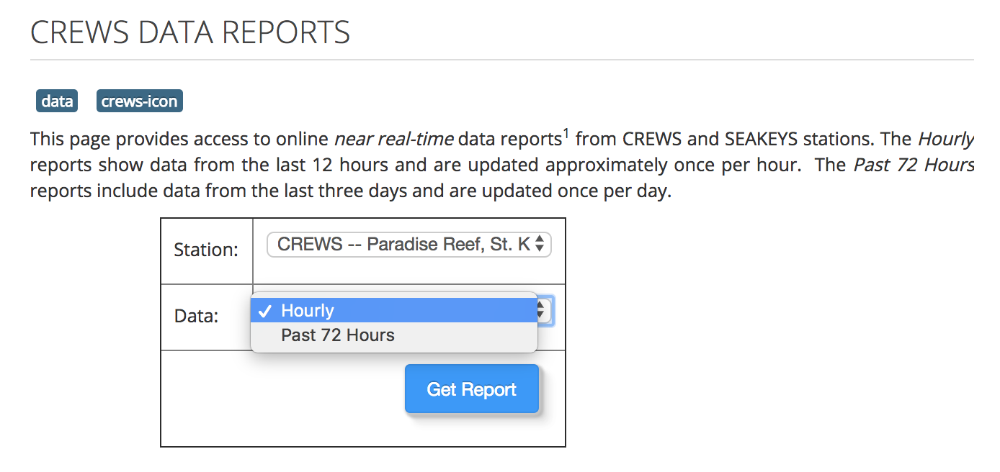 CREWS DATA REPORTS
data crews-icon
This page provides access to online near real-time data reports1 from CREWS and SEAKEYS stations. The Hourly
reports show data from the last 12 hours and are updated approximately once per hour. The Past 72 Hours
reports include data from the last three days and are updated once per day.
Station: CREWS -- Paradise Reef, St. K
Data: ✓ Hourly
Past 72 Hours
Get Report